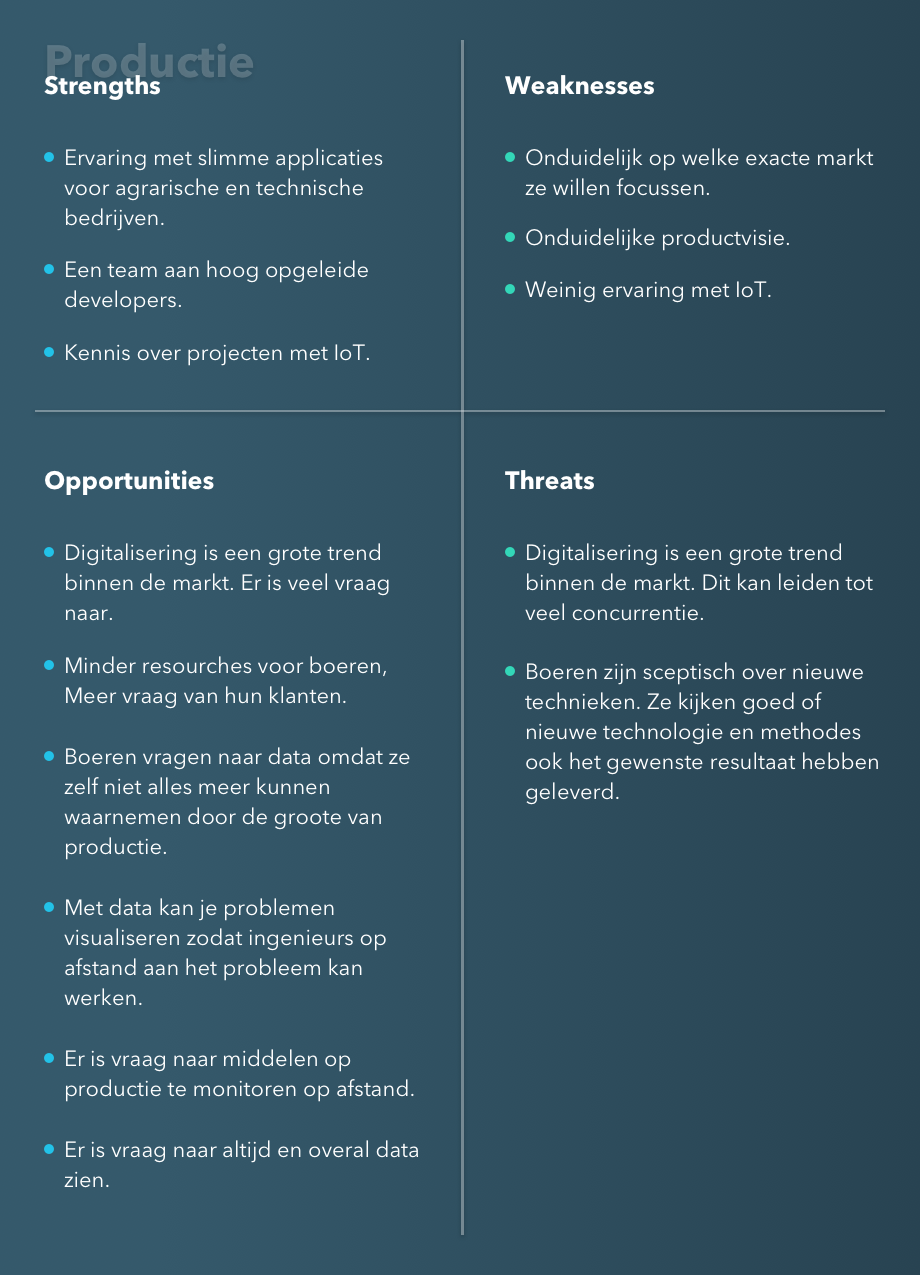 Productie
Strengths
Ervaring met slimme applicaties
voor agrarische en technische
bedrijven.
Een team aan hoog opgeleide
developers.
Kennis over projecten met IoT.
Weaknesses
Onduidelijk op welke exacte markt
ze willen focussen.
Onduidelijke productvisie.
Weinig ervaring met IoT.
Opportunities
Digitalisering is een grote trend
binnen de markt. Er is veel vraag
naar.
Minder resourches voor boeren,
Meer vraag van hun klanten.
Boeren vragen naar data omdat ze
zelf niet alles meer kunnen
waarnemen door de groote van
productie.
Met data kan je problemen
visualiseren zodat ingenieurs op
afstand aan het probleem kan
werken.
Er is vraag naar middelen op
productie te monitoren op afstand.
Er is vraag naar altijd en overal data
zien.
Threats
Digitalisering is een grote trend
binnen de markt. Dit kan leiden tot
veel concurrentie.
Boeren zijn sceptisch over nieuwe
technieken. Ze kijken goed of
nieuwe technologie en methodes
ook het gewenste resultaat hebben
geleverd.